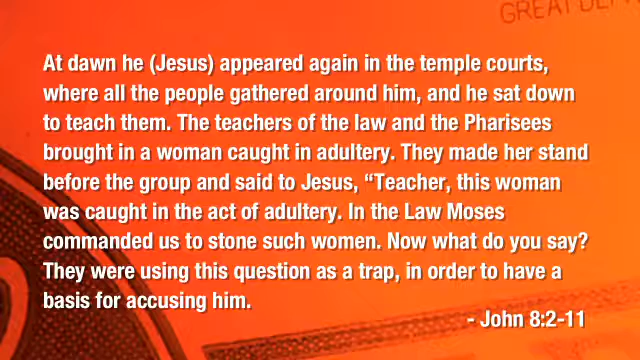 GREAT
At dawn he (Jesus) appeared again in the temple courts,
where all the people gathered around him, and he sat down
to teach them. The teachers of the law and the Pharisees
brought in a woman caught in adultery. They made her stand
before the group and said to Jesus, “Teacher, this woman
was caught in the act of adultery. In the Law Moses
commanded us to stone such women. Now what do you say?
They were using this question as a trap, in order to have a
basis for accusing him.
- John 8:2-11